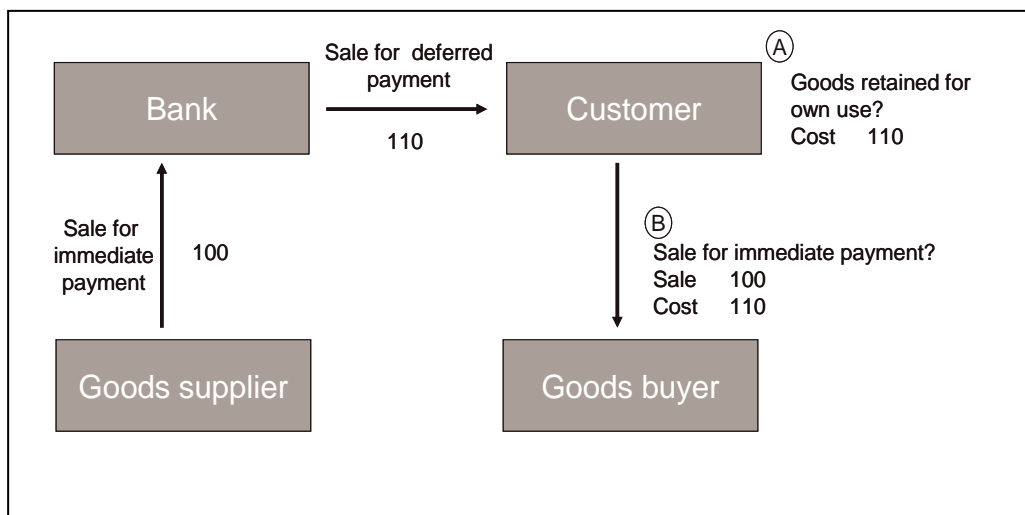 Sale for deferred
payment
Bank
110
Customer
A
Goods retained for
own use?
Cost 110
Sale for
immediate
payment
100
B
Sale for immediate payment?
Sale 100
Cost 110
Goods supplier
Goods buyer